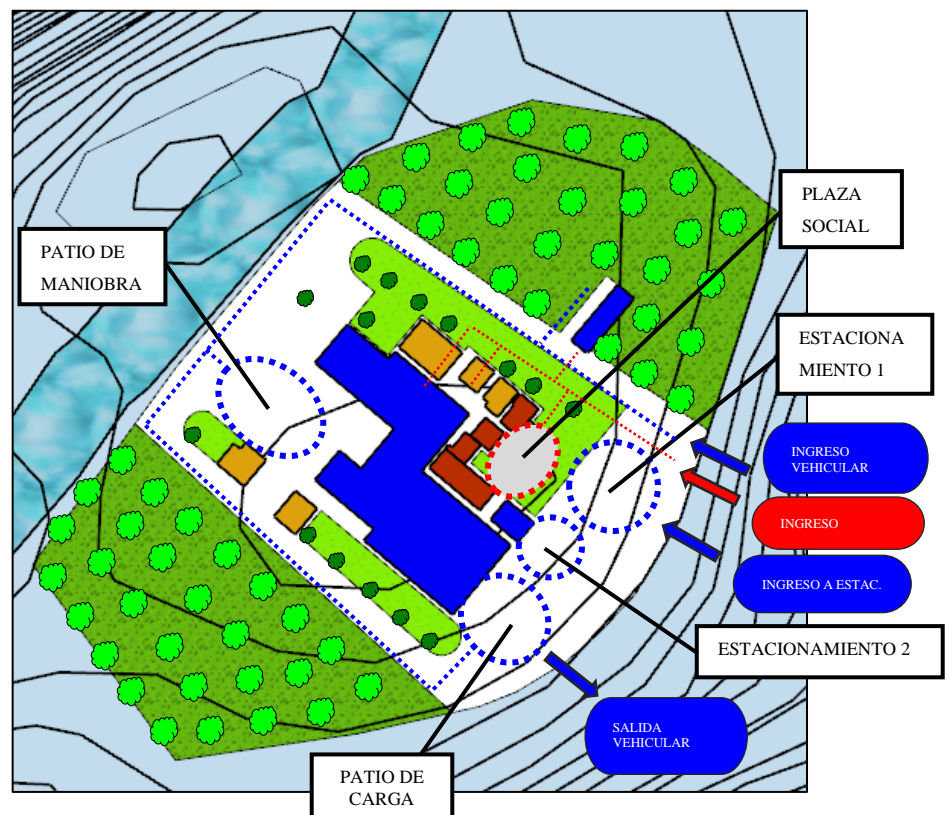 PLAZA
SOCIAL
PATIO DE
MANIOBRA
ESTACIONA
MIENTO 1
INGRESO
VEHICULAR
INGRESO
INGRESO A ESTAC.
ESTACIONAMIENTO 2
SALIDA
VEHICULAR
PATIO DE
CARGA